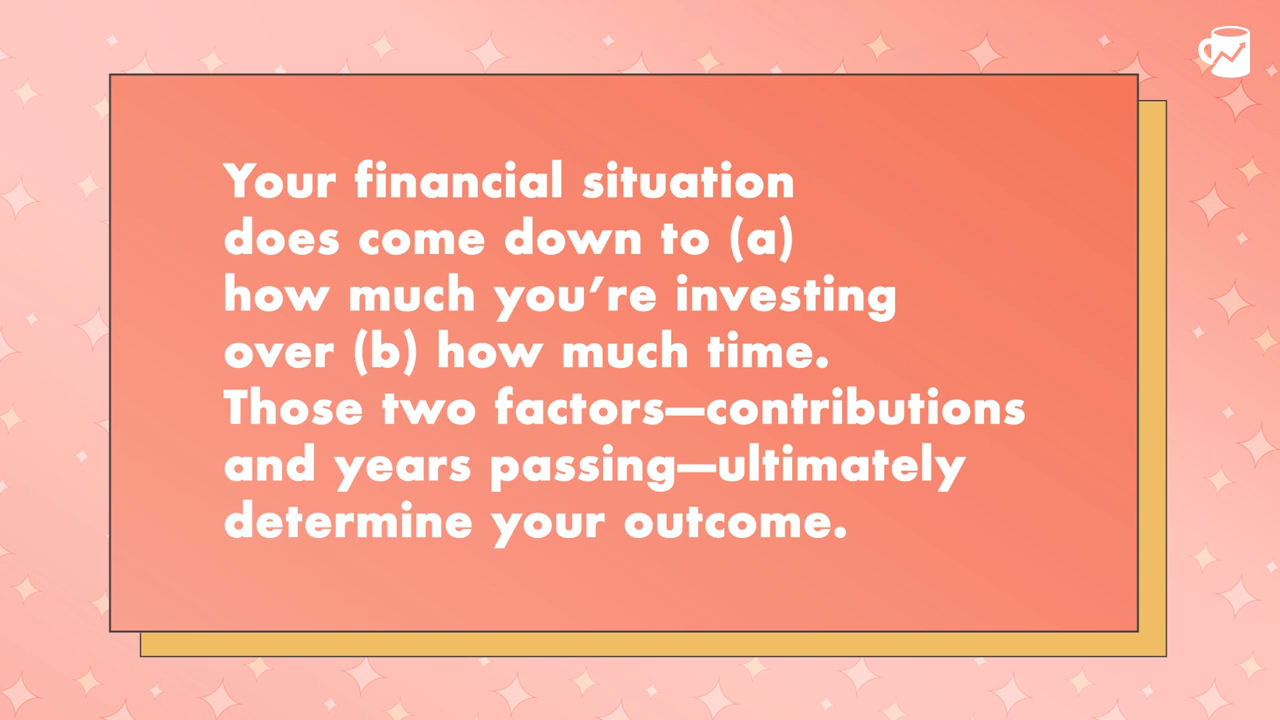 Your financial situation
does come down to (a)
how much you’re investing
over (b) how much time.
Those two factors—contributions
and years passing—ultimately
determine your outcome.